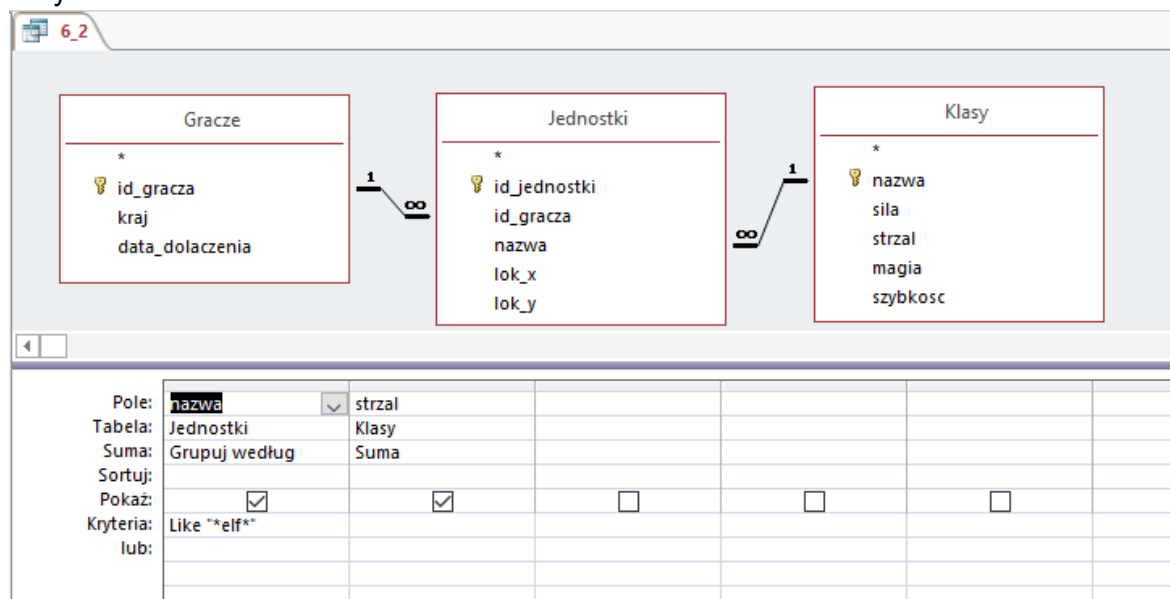 6_2
Gracze
*
id_gracza
kraj
data_dolaczenia
1
∞
Jednostki
*
id_jednostki
id_gracza
nazwa
lok_x
lok_y
1
∞
Klasy
*
nazwa
sila
strzal
magia
szybkosc
Pole: nazwa strzal
Tabela: Jednostki Klasy
Suma: Grupuj według Suma
Sortuj:
Pokaż:
Kryteria: Like "*elf*"
lub: